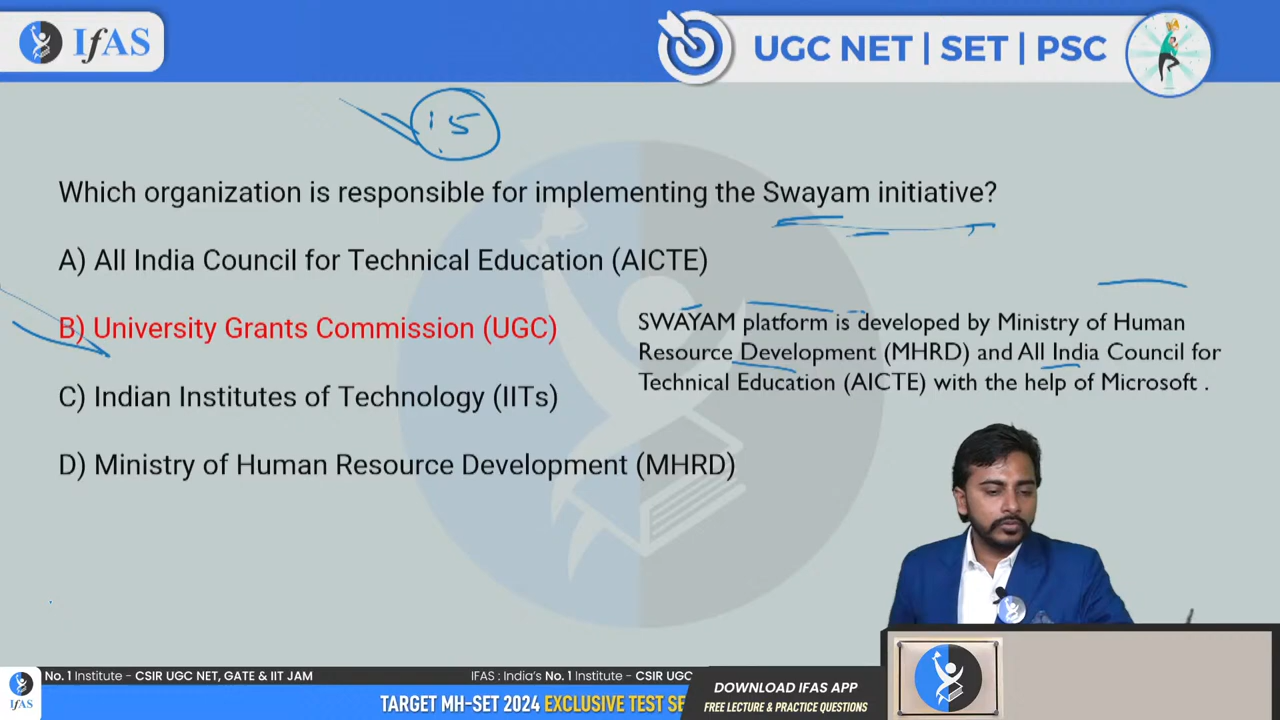 IfAS
UGC NET | SET | PSC
15
Which organization is responsible for implementing the Swayam initiative?
A) All India Council for Technical Education (AICTE)
B) University Grants Commission (UGC)
SWAYAM platform is developed by Ministry of Human
Resource Development (MHRD) and All India Council for
Technical Education (AICTE) with the help of Microsoft .
C) Indian Institutes of Technology (IITs)
D) Ministry of Human Resource Development (MHRD)
No. 1 Institute - CSIR UGC NET, GATE & IIT JAM
IFAS : India's No. 1 Institute - CSIR UGC
IfAS
TARGET MH-SET 2024 EXCLUSIVE TEST SE
DOWNLOAD IFAS APP
FREE LECTURE & PRACTICE QUESTIONS